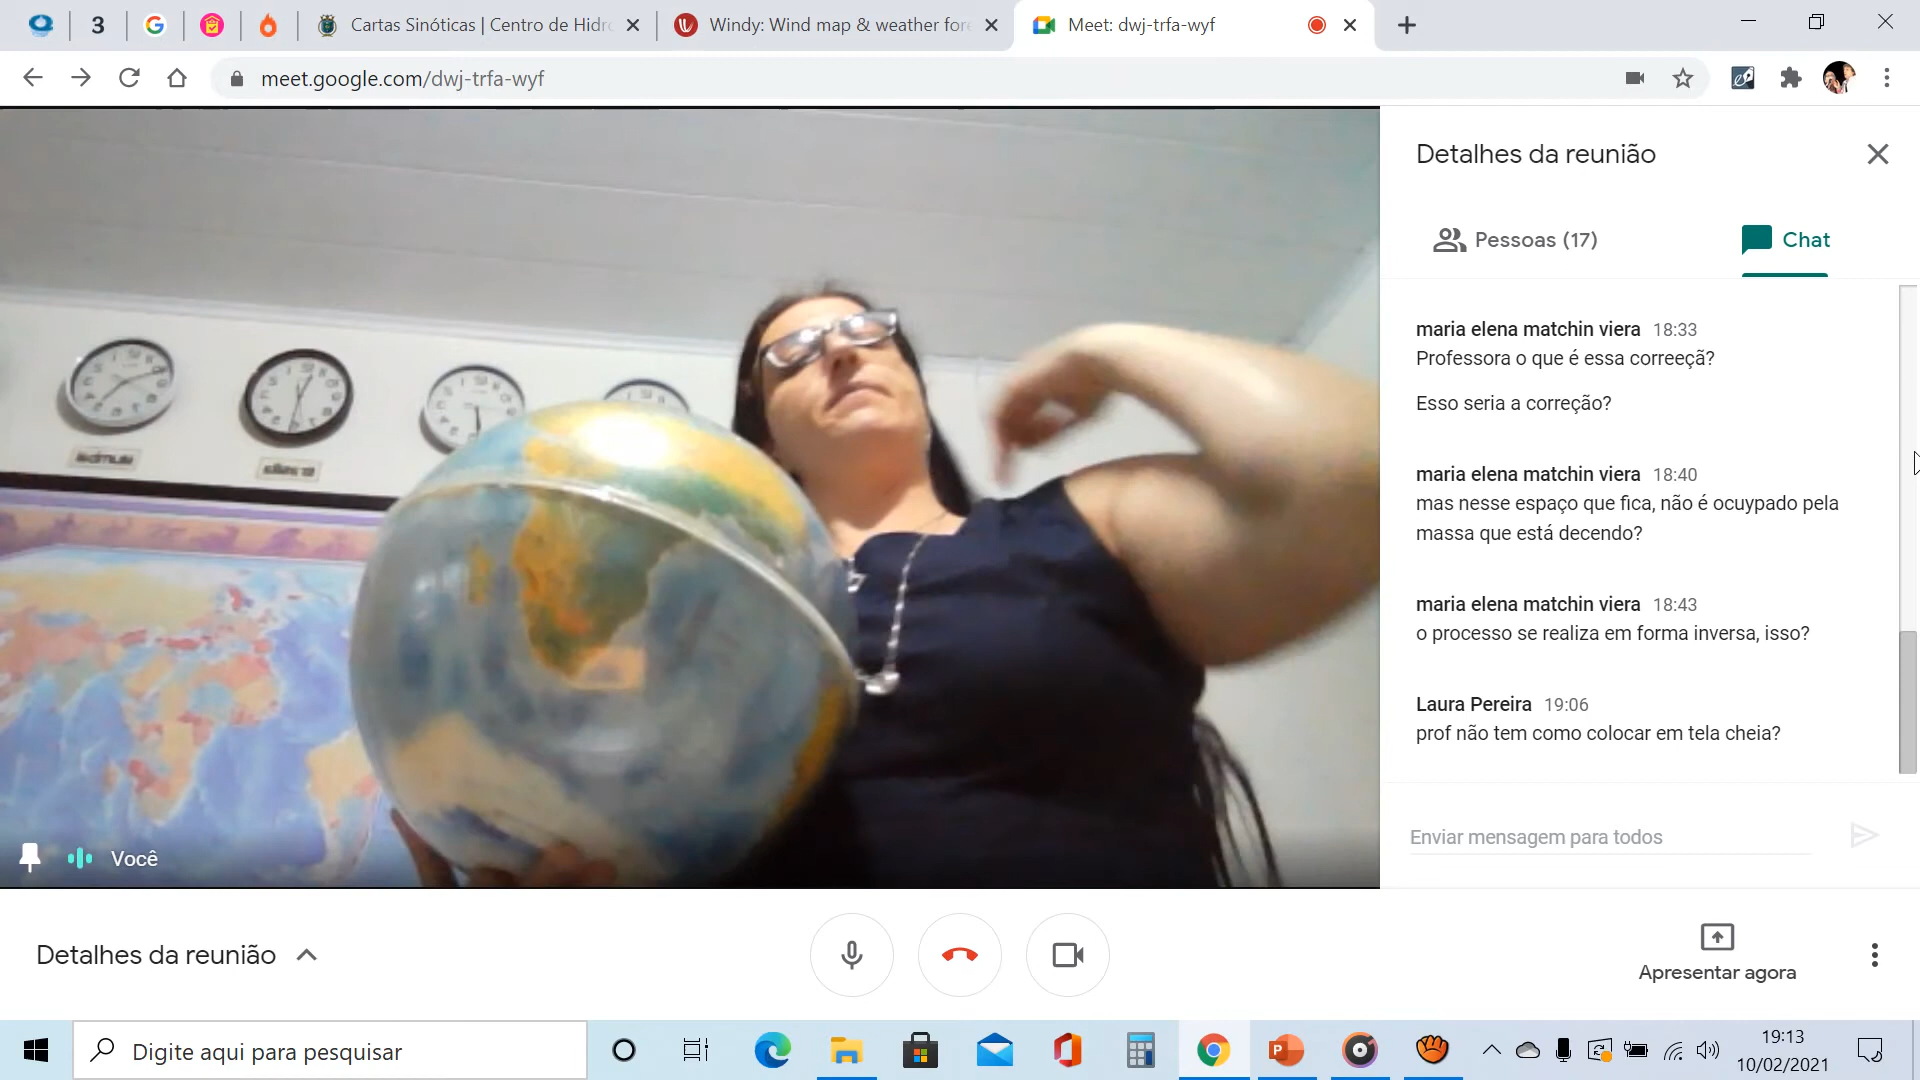 3
Cartas Sinóticas | Centro de Hidro
Windy: Wind map & weather fore
Meet: dwj-trfa-wyf
meet.google.com/dwj-trfa-wyf
Detalhes da reunião
Pessoas (17)
Chat
maria elena matchin viera 18:33
Professora o que é essa correeçã?
Esso seria a correção?
maria elena matchin viera 18:40
mas nesse espaço que fica, não é ocuypado pela
massa que está decendo?
maria elena matchin viera 18:43
o processo se realiza em forma inversa, isso?
Laura Pereira 19:06
prof não tem como colocar em tela cheia?
Enviar mensagem para todos
Você
Detalhes da reunião
Apresentar agora
Digite aqui para pesquisar
19:13
10/02/2021